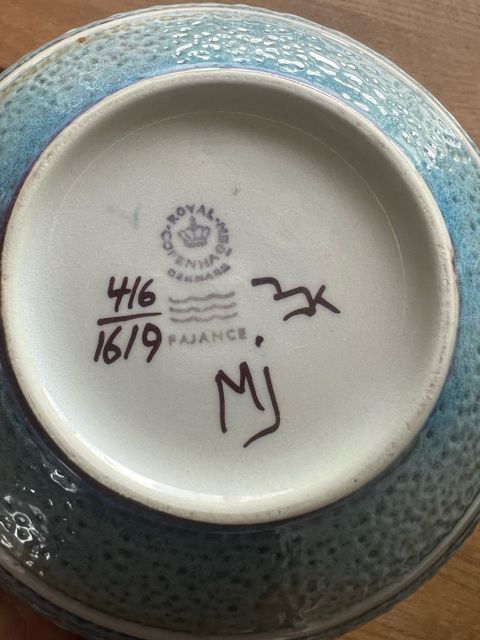 ROYAL
COPENHAGEN
DENMARK
416
1619
FAJANCE
MJ